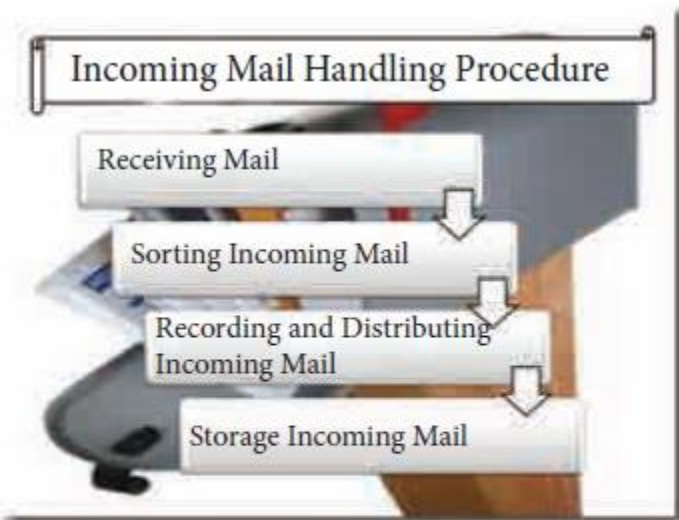 Incoming Mail Handling Procedure
Receiving Mail
Sorting Incoming Mail
Recording and Distributing
Incoming Mail
Storage Incoming Mail